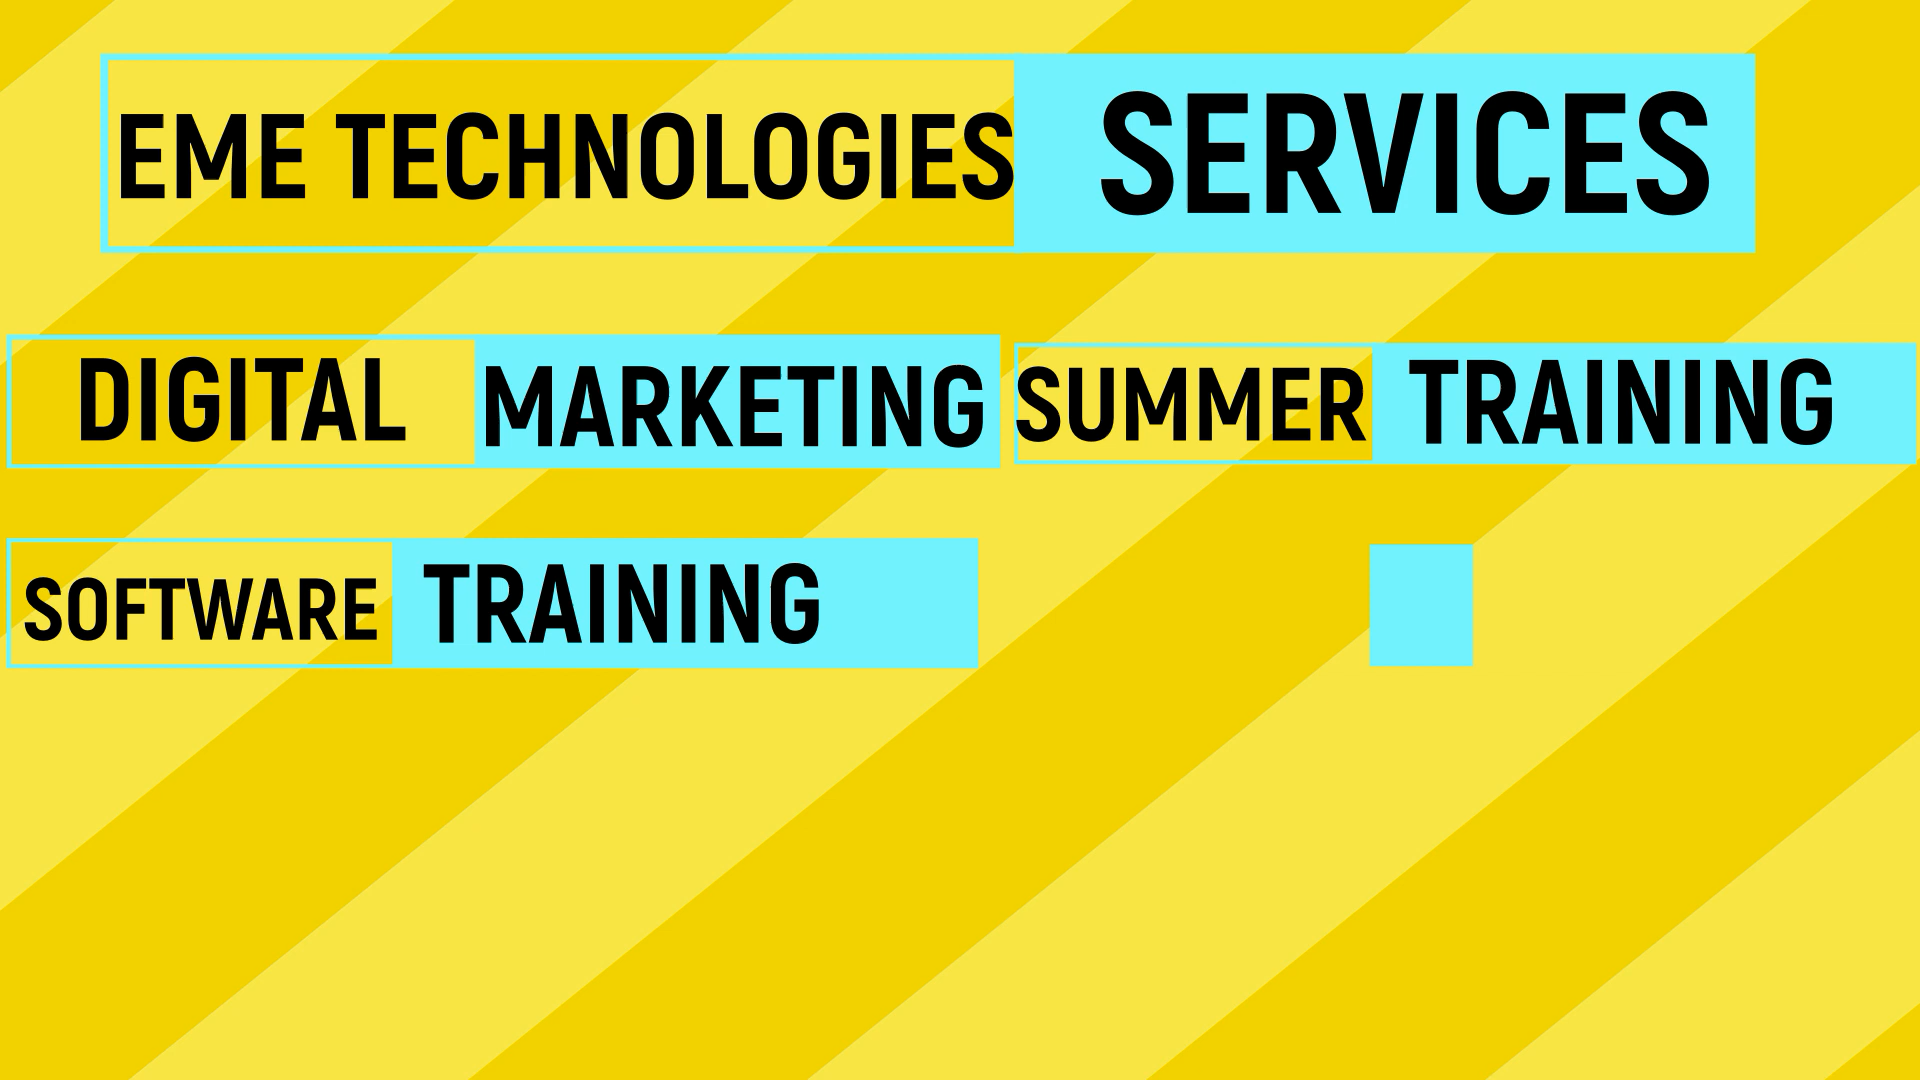 EME TECHNOLOGIES SERVICES
DIGITAL MARKETING
SUMMER TRAINING
SOFTWARE TRAINING